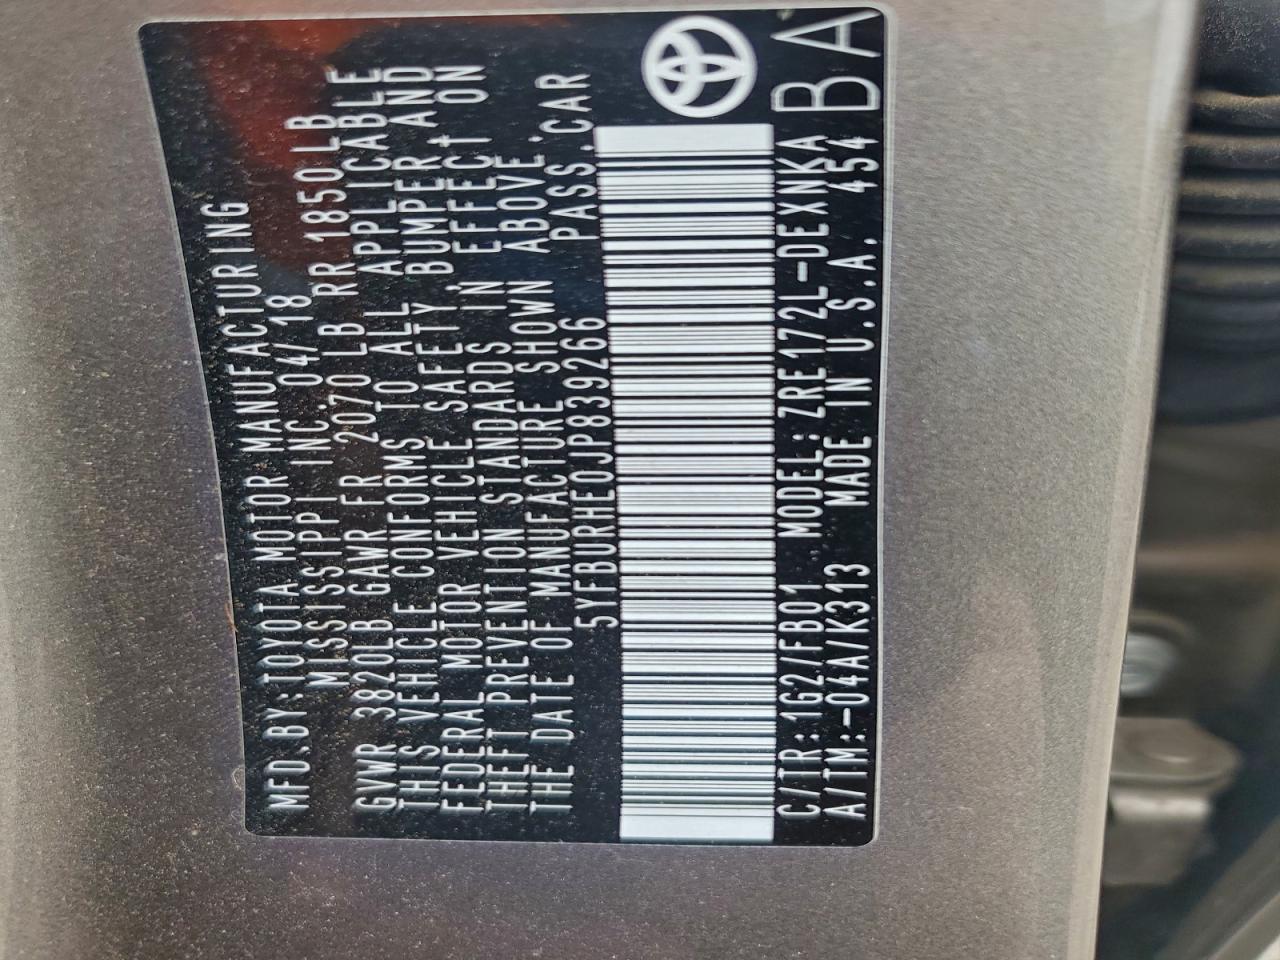 MFD.BY:TOYOTA MOTOR MANUFACTURING
MISSISSIPPI INC. 04/18
GVWR 3820LB GAWR FR 2070 LB RR 1850 LB
THIS VEHICLE CONFORMS TO ALL APPLICABLE
FEDERAL MOTOR VEHICLE SAFETY, BUMPER AND
THEFT PREVENTION STANDARDS IN EFFECT ON
THE DATE OF MANUFACTURE SHOWN ABOVE.
5YFBURHE0JP839266 PASS.CAR
C/TR:1G2/FB01 MODEL:ZRE172L-DEXNKA
A/TM:-04A/K313 MADE IN U.S.A. 454
BA